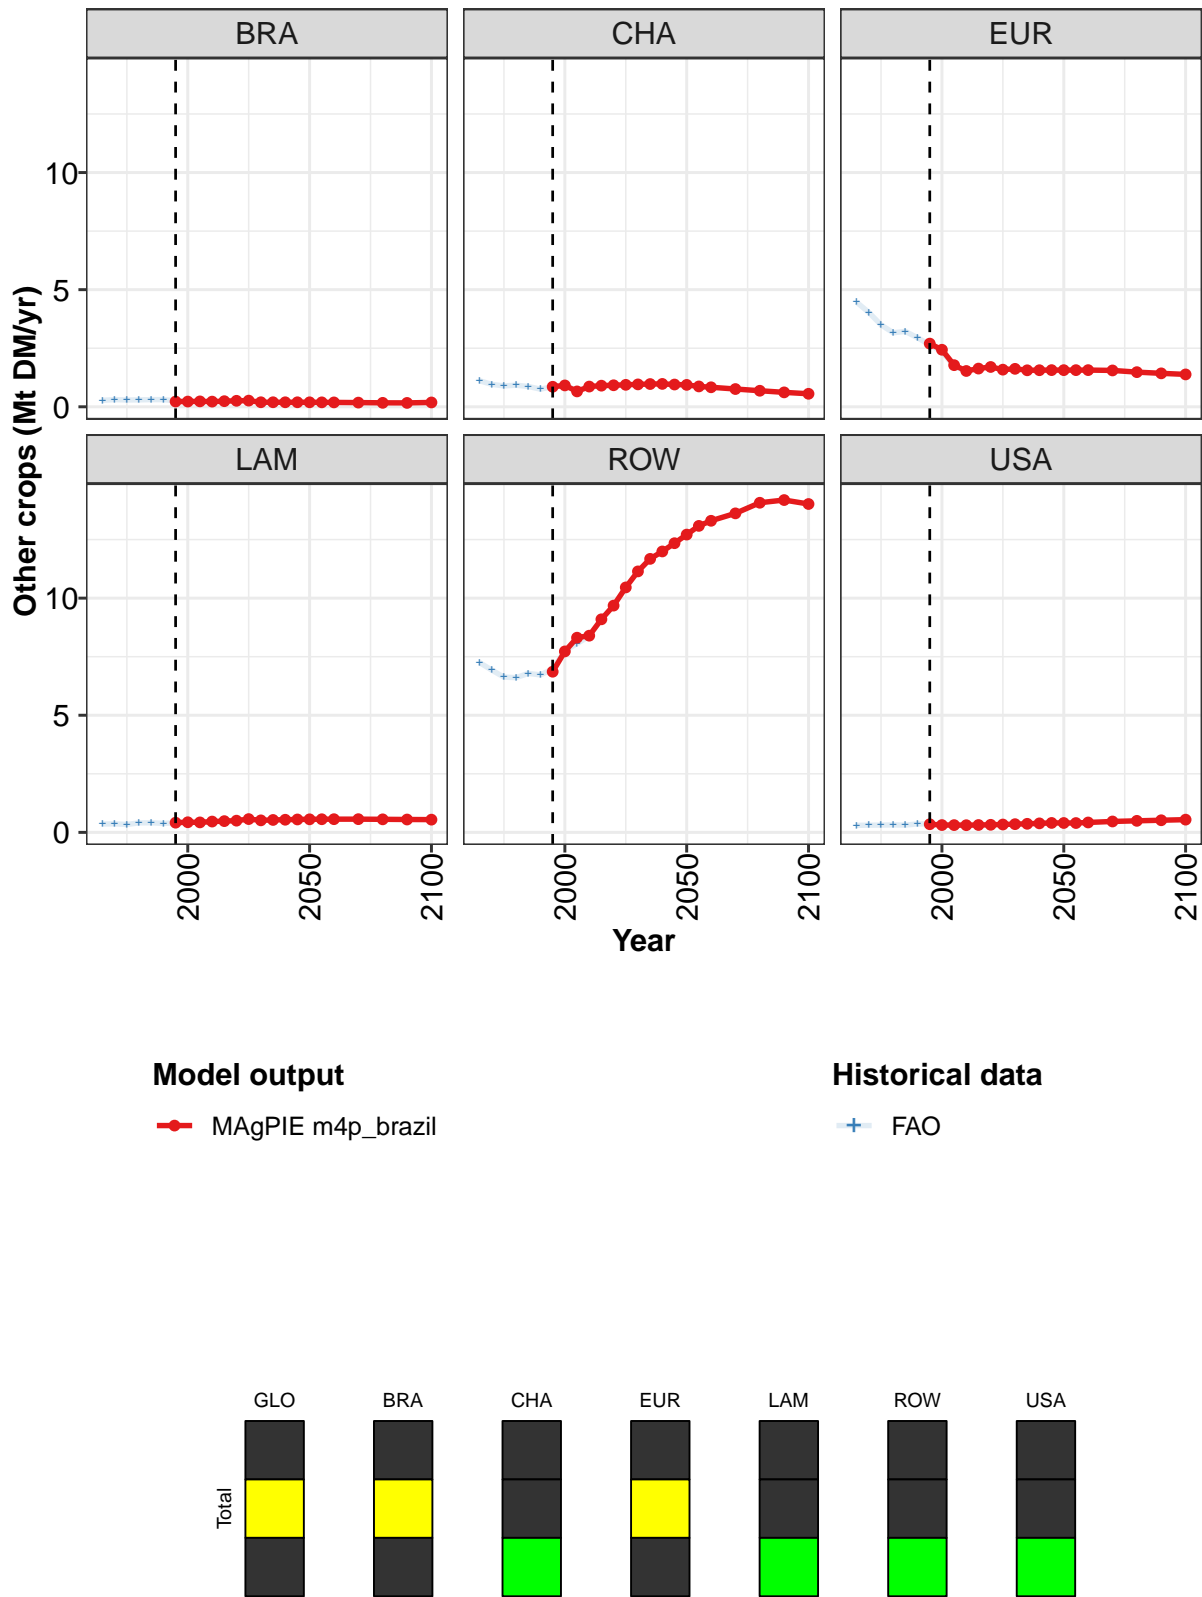 BRA CHA EUR
10
5
0
LAM ROW USA
10
5
0
Other crops (Mt DM/yr)
2000 2050 2100 2000 2050 2100 2000 2050 2100
Year
Model output Historical data
MAgPIE m4p_brazil FAO
GLO BRA CHA EUR LAM ROW USA
Total